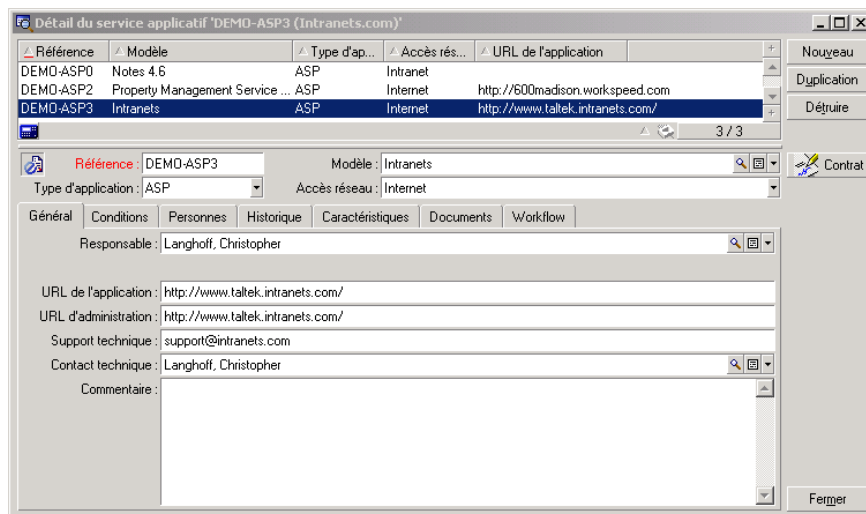 Détail du service applicatif 'DEMO-ASP3 (Intranets.com)'
Référence Modèle Type d'ap... Accès rés... URL de l'application
DEMO-ASP0 Notes 4.6 ASP Intranet
DEMO-ASP2 Property Management Service ... ASP Internet http://600madison.workspeed.com
DEMO-ASP3 Intranets ASP Internet http://www.taltek.intranets.com/
3 / 3
Nouveau
Duplication
Détruire
Contrat
Référence : DEMO-ASP3 Modèle : Intranets
Type d'application : ASP Accès réseau : Internet
Général Conditions Personnes Historique Caractéristiques Documents Workflow
Responsable : Langhoff, Christopher
URL de l'application : http://www.taltek.intranets.com/
URL d'administration : http://www.taltek.intranets.com/
Support technique : support@intranets.com
Contact technique : Langhoff, Christopher
Commentaire :
Fermer